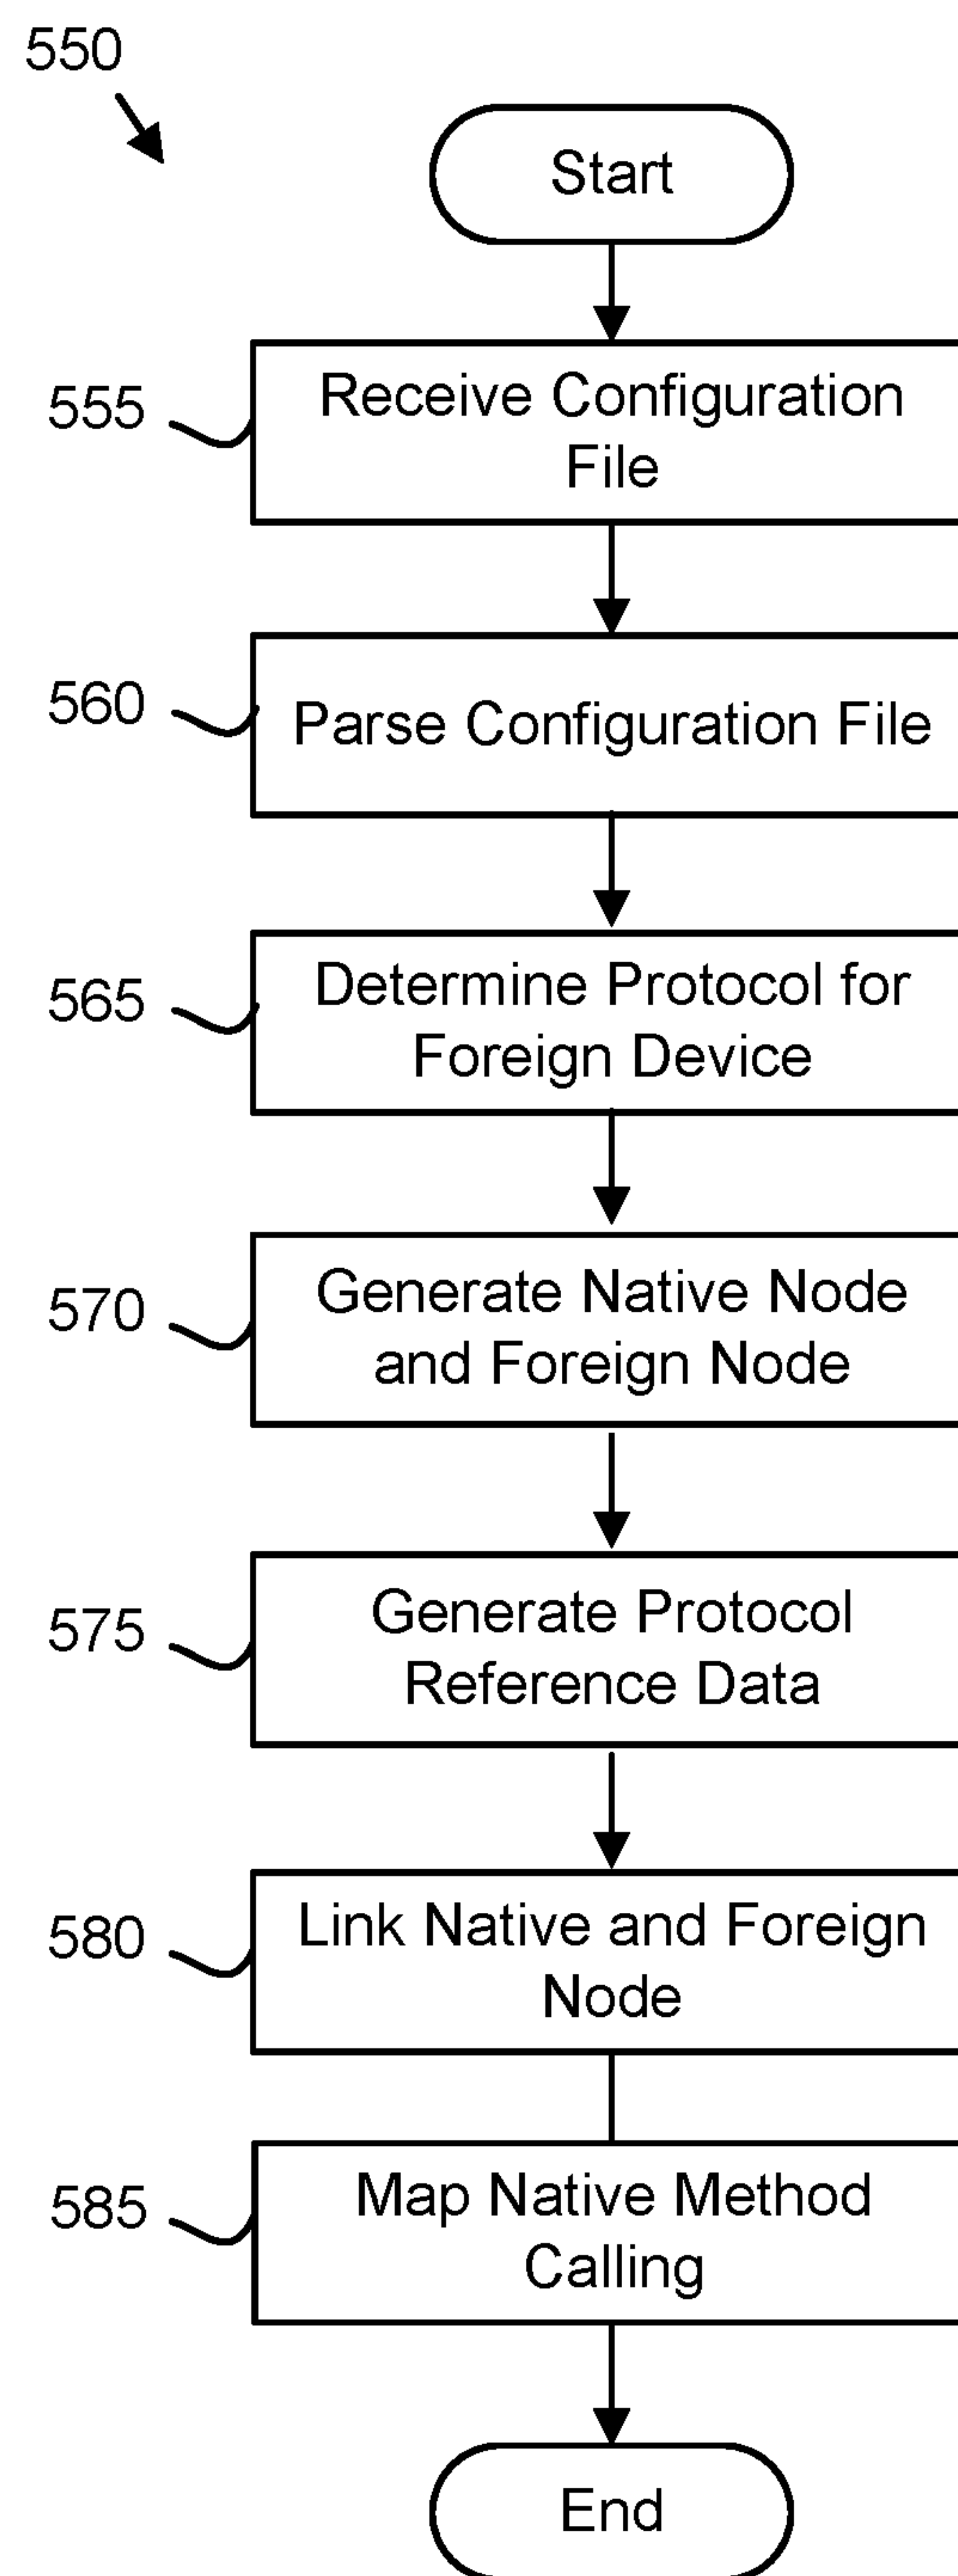 550
Start
555
Receive Configuration
File
560
Parse Configuration File
565
Determine Protocol for
Foreign Device
570
Generate Native Node
and Foreign Node
575
Generate Protocol
Reference Data
580
Link Native and Foreign
Node
585
Map Native Method
Calling
End